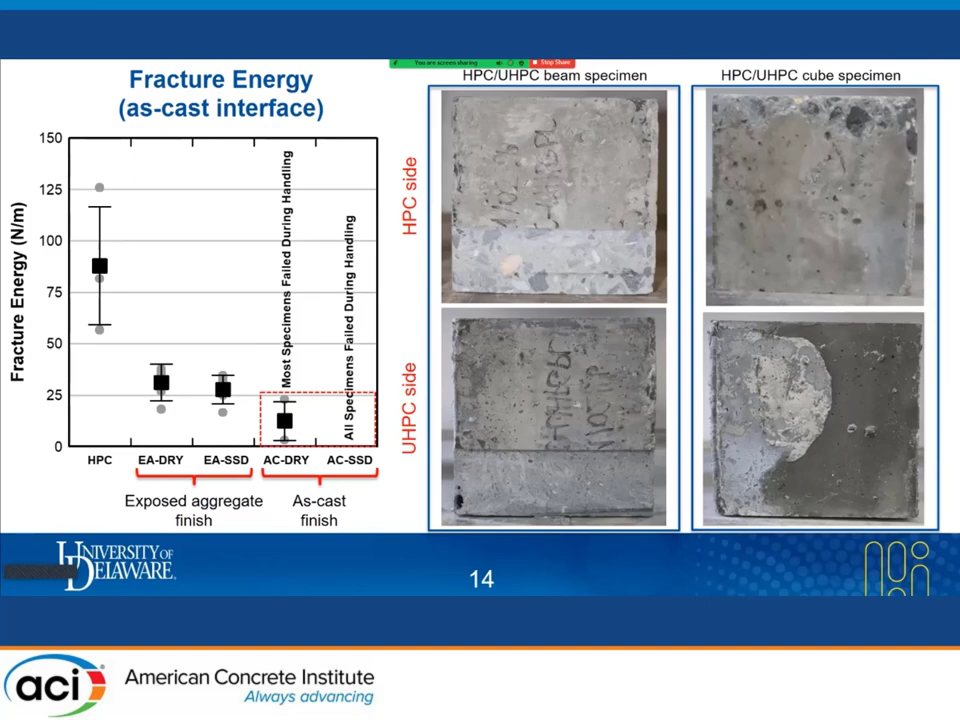 You are screen sharing
Stop Share
Fracture Energy
(as-cast interface)
Fracture Energy (N/m)
150
125
100
75
50
25
0
Most Specimens Failed During Handling
All Specimens Failed During Handling
HPC
EA-DRY
EA-SSD
AC-DRY
AC-SSD
Exposed aggregate
finish
As-cast
finish
HPC/UHPC beam specimen
HPC/UHPC cube specimen
HPC side
UHPC side
UNIVERSITY OF
DELAWARE
14
aci
American Concrete Institute
Always advancing